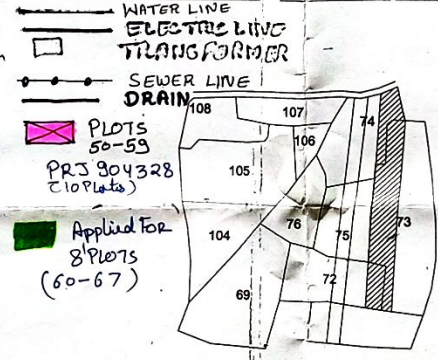 WATER LINE
ELECTRIC LINE
TRANSFORMER
SEWER LINE
DRAIN
PLOTS
50-59
PRJ 904328
(10 Plots)
Applied For
8 PLOTS
(60-67)
108
107
74
106
105
73
104
76
75
72
69